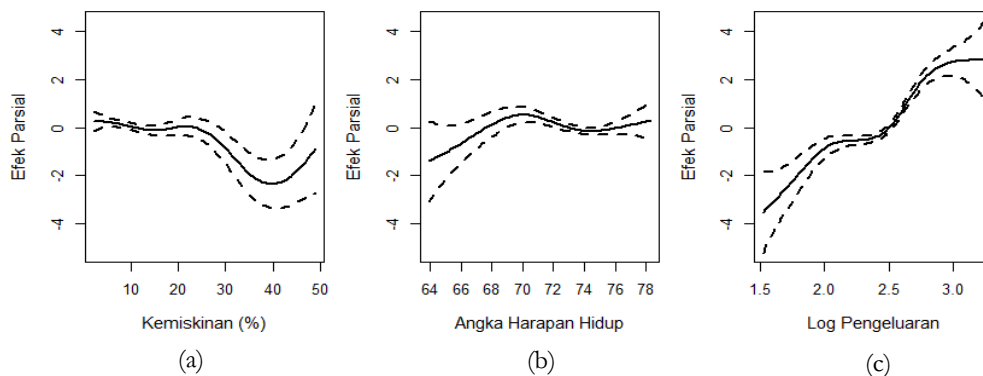 Efek Parsial
4
2
0
-2
-4
10 20 30 40 50
Kemiskinan (%)
(a)
Efek Parsial
4
2
0
-2
-4
64 66 68 70 72 74 76 78
Angka Harapan Hidup
(b)
Efek Parsial
4
2
0
-2
-4
1.5 2.0 2.5 3.0
Log Pengeluaran
(c)